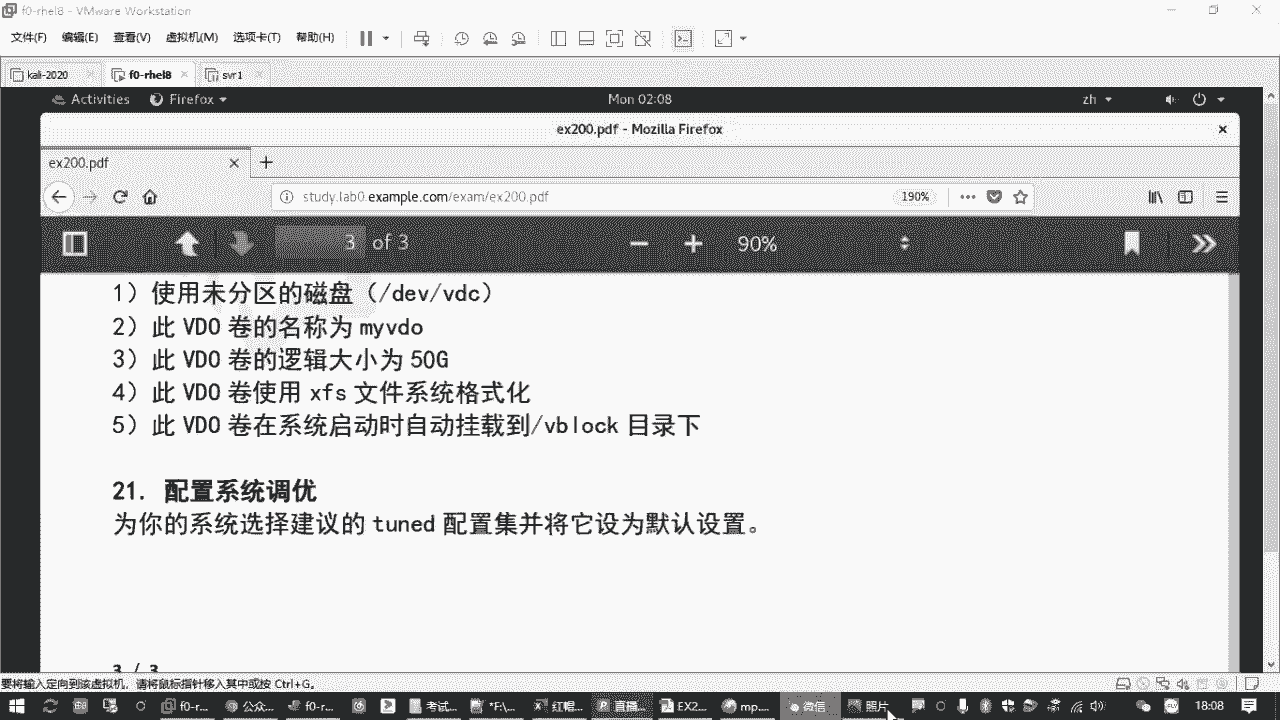 f0-rhel8 - VMware Workstation
文件(F) 编辑(E) 查看(V) 虚拟机(M) 选项卡(T) 帮助(H)
kali-2020 f0-rhel8 svr1
Activities Firefox Mon 02:08 zh
ex200.pdf - Mozilla Firefox
ex200.pdf
study.lab0.example.com/exam/ex200.pdf 190%
3 of 3 90%
1）使用未分区的磁盘（/dev/vdc）
2）此 VDO 卷的名称为 myvdo
3）此 VDO 卷的逻辑大小为 50G
4）此 VDO 卷使用 xfs 文件系统格式化
5）此 VDO 卷在系统启动时自动挂载到/vblock 目录下
21. 配置系统调优
为你的系统选择建议的 tuned 配置集并将它设为默认设置。
3 / 3
要将输入定向到该虚拟机，请将鼠标指针移入其中或按 Ctrl+G。
f0-r... 公众... f0-r... 考试... *F\... 红帽... 直播... EX2... mp... 微信 照片 18:08